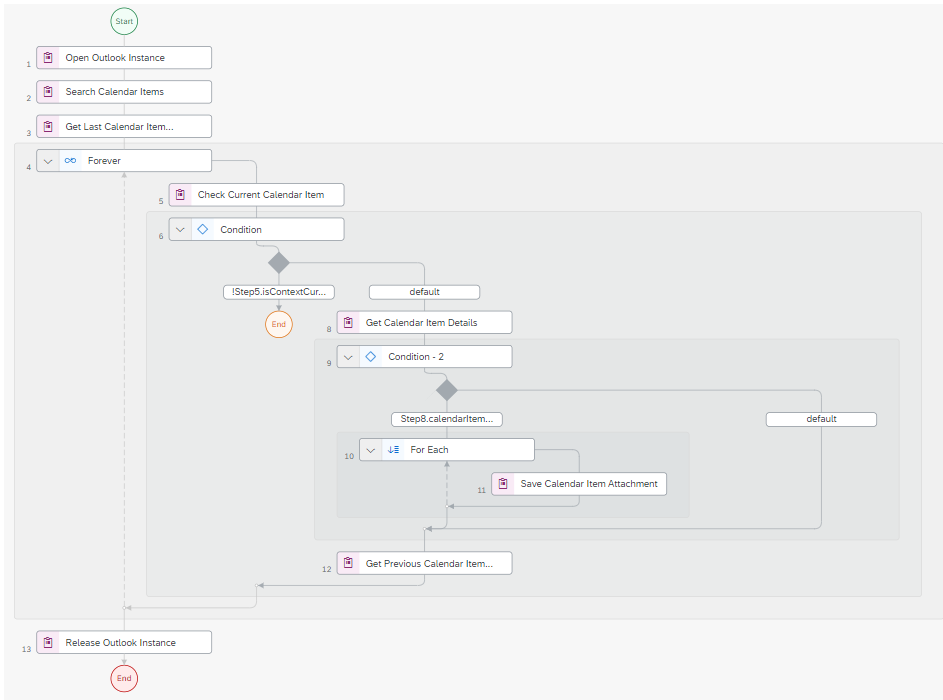 Start
1 Open Outlook Instance
2 Search Calendar Items
3 Get Last Calendar Item...
4 Forever
5 Check Current Calendar Item
6 Condition
!Step5.isContextCur... default
End
8 Get Calendar Item Details
9 Condition - 2
Step8.calendarItem... default
10 For Each
11 Save Calendar Item Attachment
12 Get Previous Calendar Item...
13 Release Outlook Instance
End